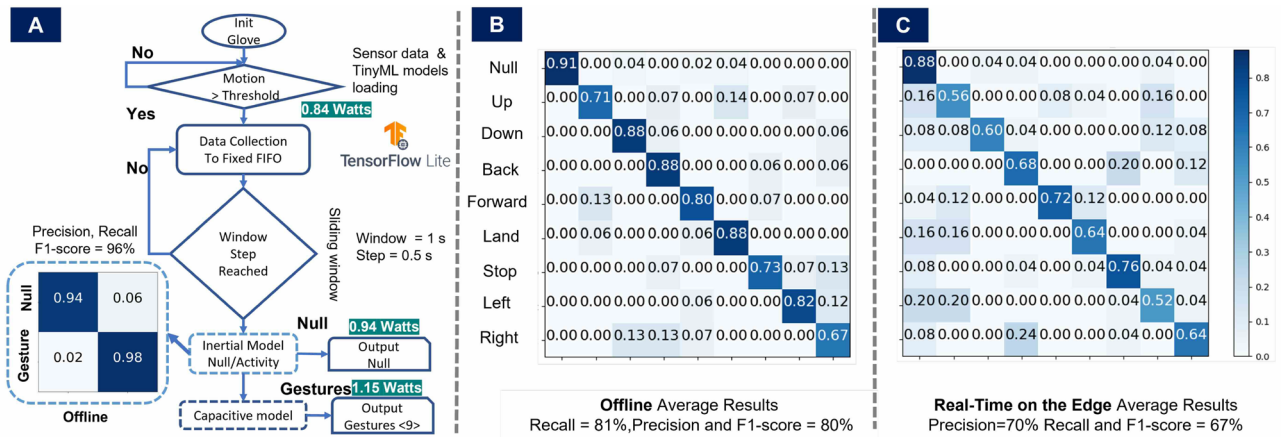 A
Init
Glove
No
Motion
> Threshold
Sensor data &
TinyML models
loading
0.84 Watts
Yes
Data Collection
To Fixed FIFO
TensorFlow Lite
No
Window
Step
Reached
Sliding window
Window = 1 s
Step = 0.5 s
Precision, Recall
F1-score = 96%
Null
0.94 0.06
Gesture
0.02 0.98
Offline
Null
0.94 Watts
Inertial Model
Null/Activity
Output
Null
Gestures
1.15 Watts
Capacitive model
Output
Gestures <9>
B
Null 0.91 0.00 0.04 0.00 0.02 0.04 0.00 0.00 0.00
Up 0.00 0.71 0.00 0.07 0.00 0.14 0.00 0.07 0.00
Down 0.00 0.00 0.88 0.06 0.00 0.00 0.00 0.00 0.06
Back 0.00 0.00 0.00 0.88 0.00 0.00 0.06 0.00 0.06
Forward 0.00 0.13 0.00 0.00 0.80 0.00 0.07 0.00 0.00
Land 0.00 0.06 0.00 0.06 0.00 0.88 0.00 0.00 0.00
Stop 0.00 0.00 0.00 0.07 0.00 0.00 0.73 0.07 0.13
Left 0.00 0.00 0.00 0.00 0.06 0.00 0.00 0.82 0.12
Right 0.00 0.00 0.13 0.13 0.07 0.00 0.00 0.00 0.67
Offline Average Results
Recall = 81%,Precision and F1-score = 80%
C
0.88 0.00 0.04 0.04 0.00 0.00 0.04 0.00 0.00
0.16 0.56 0.00 0.00 0.08 0.04 0.00 0.16 0.00
0.08 0.08 0.60 0.04 0.00 0.00 0.00 0.12 0.08
0.00 0.00 0.00 0.68 0.00 0.00 0.20 0.00 0.12
0.04 0.12 0.00 0.00 0.72 0.12 0.00 0.00 0.00
0.16 0.16 0.04 0.00 0.00 0.64 0.00 0.00 0.00
0.08 0.00 0.00 0.04 0.04 0.00 0.76 0.04 0.04
0.20 0.20 0.00 0.00 0.00 0.00 0.04 0.52 0.04
0.08 0.00 0.00 0.24 0.00 0.00 0.04 0.00 0.64
0.8
0.7
0.6
0.5
0.4
0.3
0.2
0.1
0.0
Real-Time on the Edge Average Results
Precision=70% Recall and F1-score = 67%